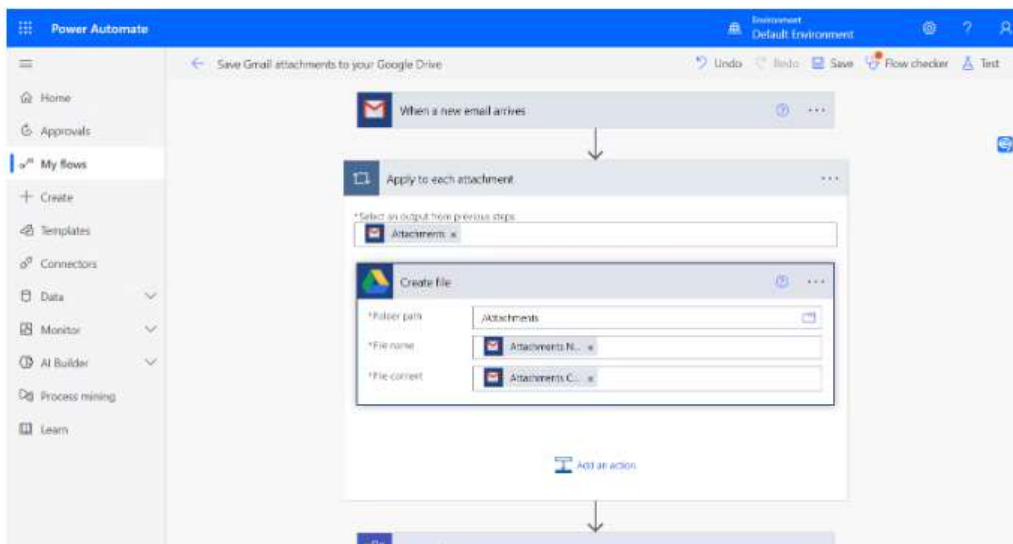 Power Automate
Environment
Default Environment
?
Save Gmail attachments to your Google Drive
Undo
Redo
Save
Flow checker
Test
Home
Approvals
My flows
Create
Templates
Connectors
Data
Monitor
AI Builder
Process mining
Learn
When a new email arrives
Apply to each attachment
*Select an output from previous steps
Attachments ×
Create file
*Folder path
/Attachments
*File name
Attachments N... ×
*File content
Attachments C... ×
Add an action